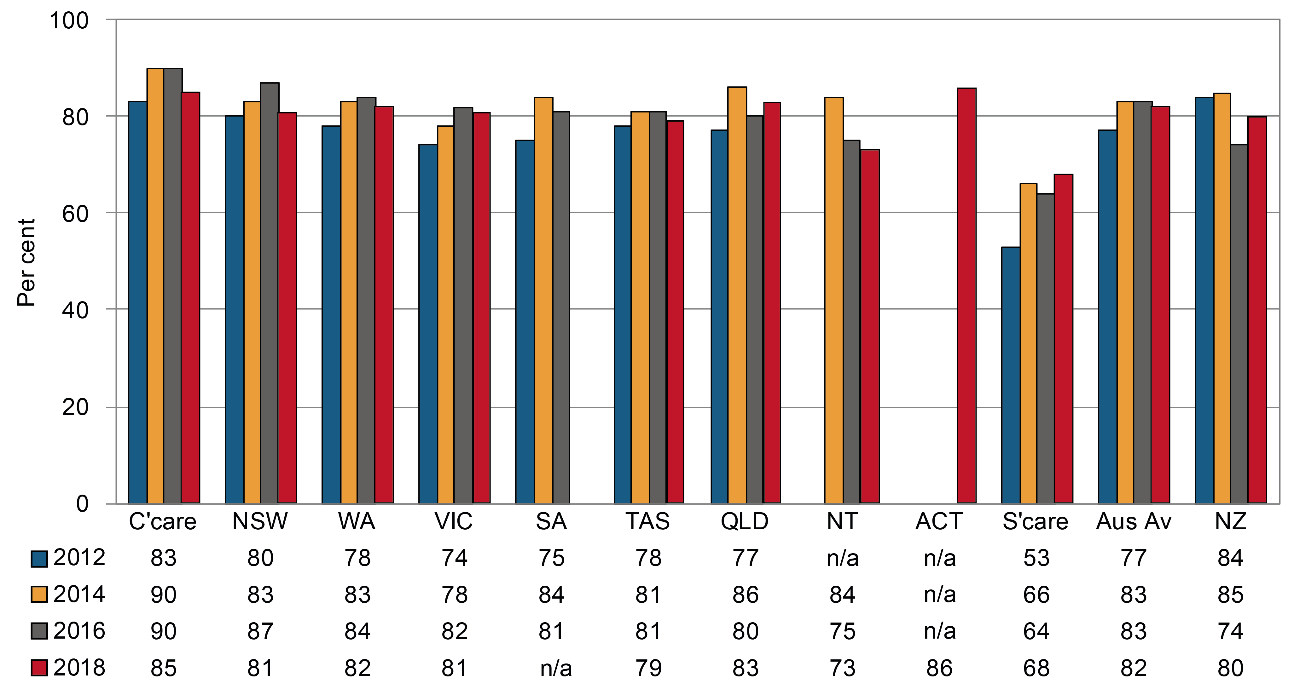 100
80
60
40
20
0
Per cent
C'care NSW WA VIC SA TAS QLD NT ACT S'care Aus Av NZ
2012 83 80 78 74 75 78 77 n/a n/a 53 77 84
2014 90 83 83 78 84 81 86 84 n/a 66 83 85
2016 90 87 84 82 81 81 80 75 n/a 64 83 74
2018 85 81 82 81 n/a 79 83 73 86 68 82 80